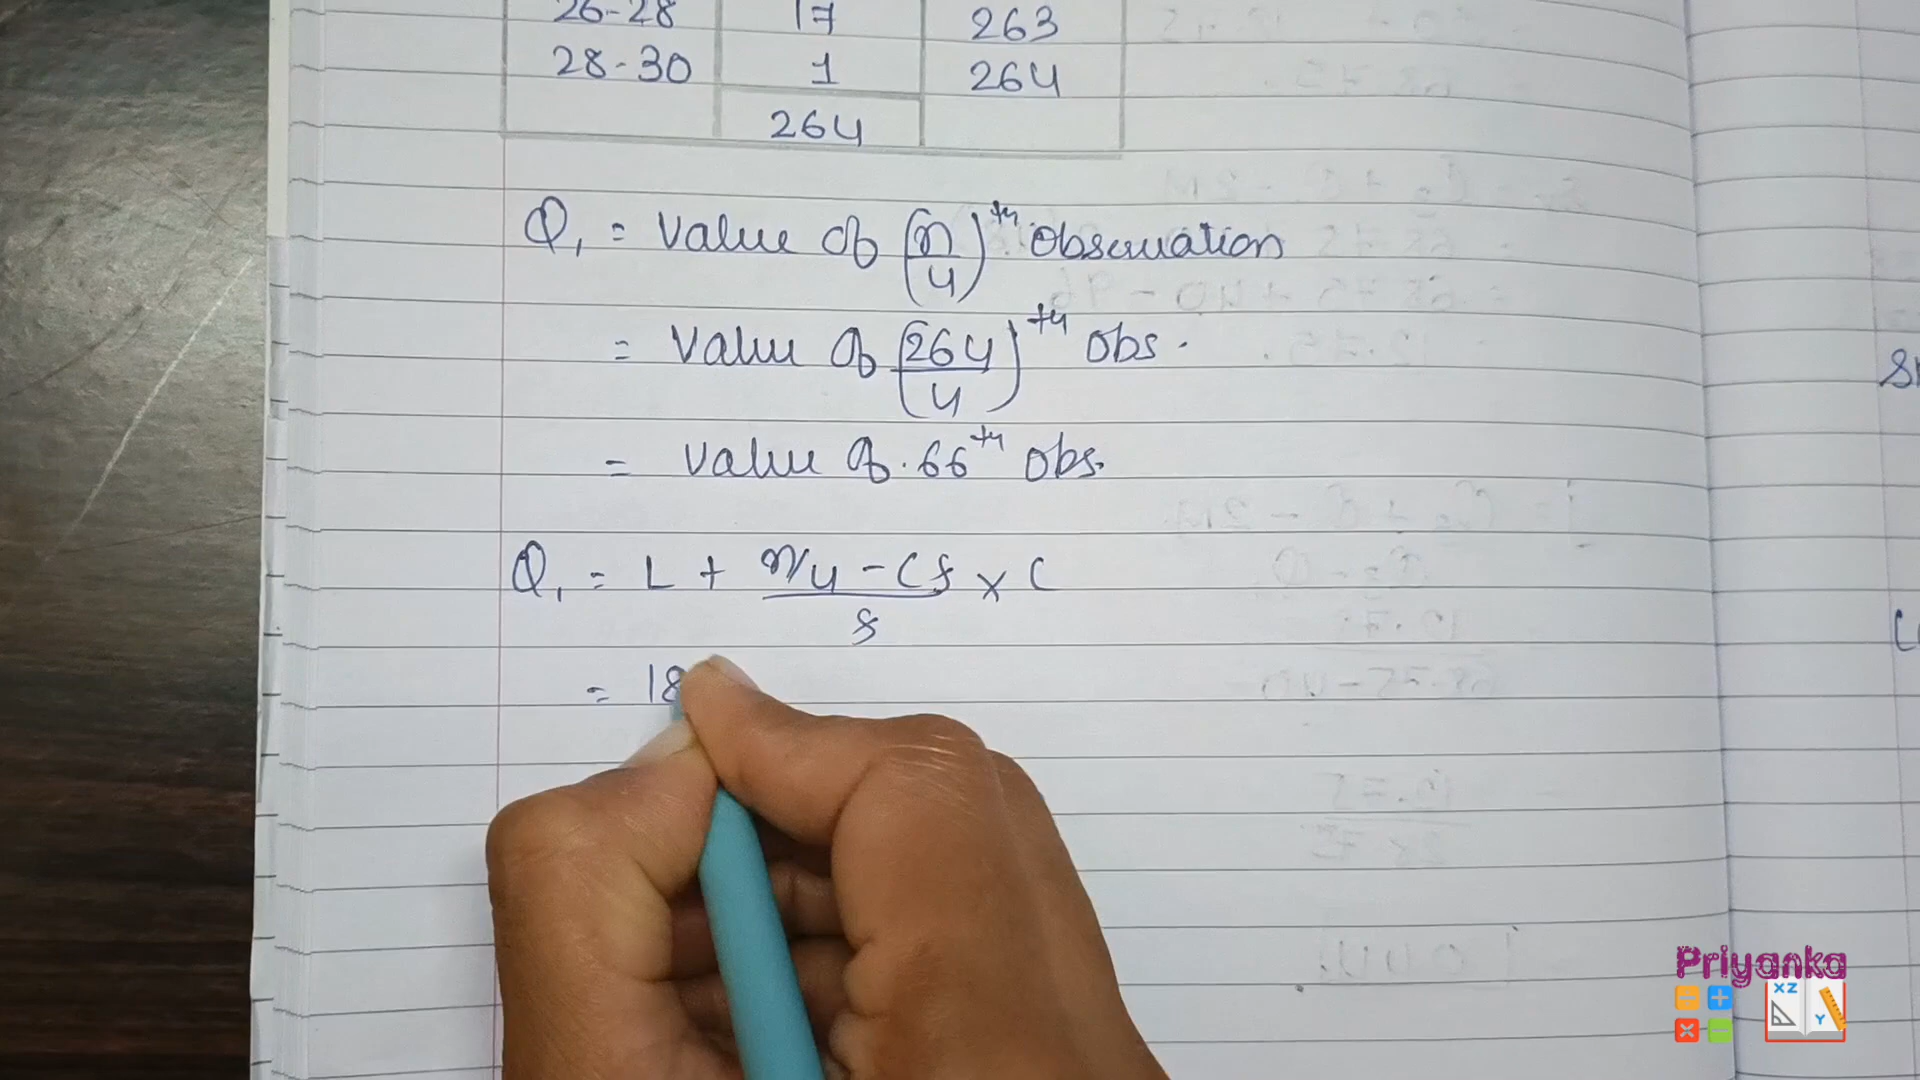 26-28 17 263
28-30 1 264
264
Q₁ = Value of (n/4)th Observation
= Value of (264/4)th Obs.
= Value of 66th Obs.
Q₁ = L + n/4 - Cf / f × C
= 18
Priyanka
XZ
Y